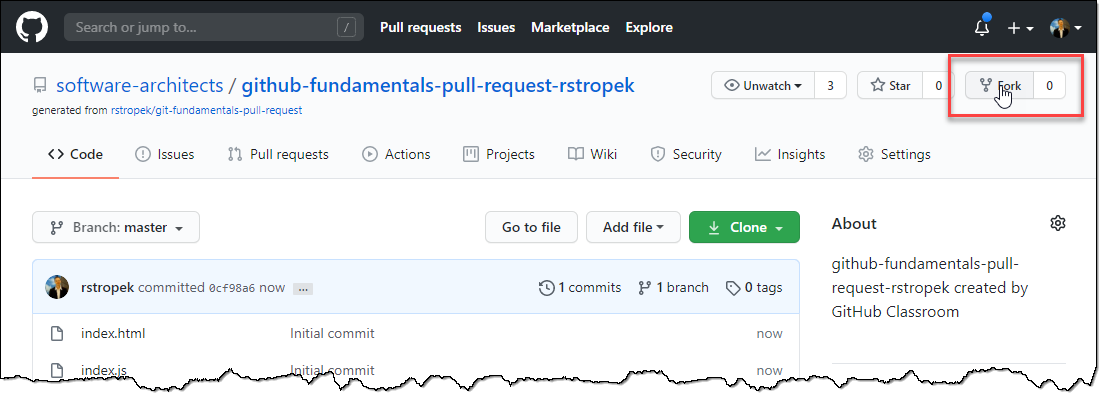 Search or jump to... / Pull requests Issues Marketplace Explore
software-architects / github-fundamentals-pull-request-rstropek Unwatch 3 Star 0 Fork 0
generated from rstropek/git-fundamentals-pull-request
Code Issues Pull requests Actions Projects Wiki Security Insights Settings
Branch: master Go to file Add file Clone About
github-fundamentals-pull-
request-rstropek created by
GitHub Classroom
rstropek committed 0cf98a6 now ... 1 commits 1 branch 0 tags
index.html Initial commit now
index.js Initial commit now